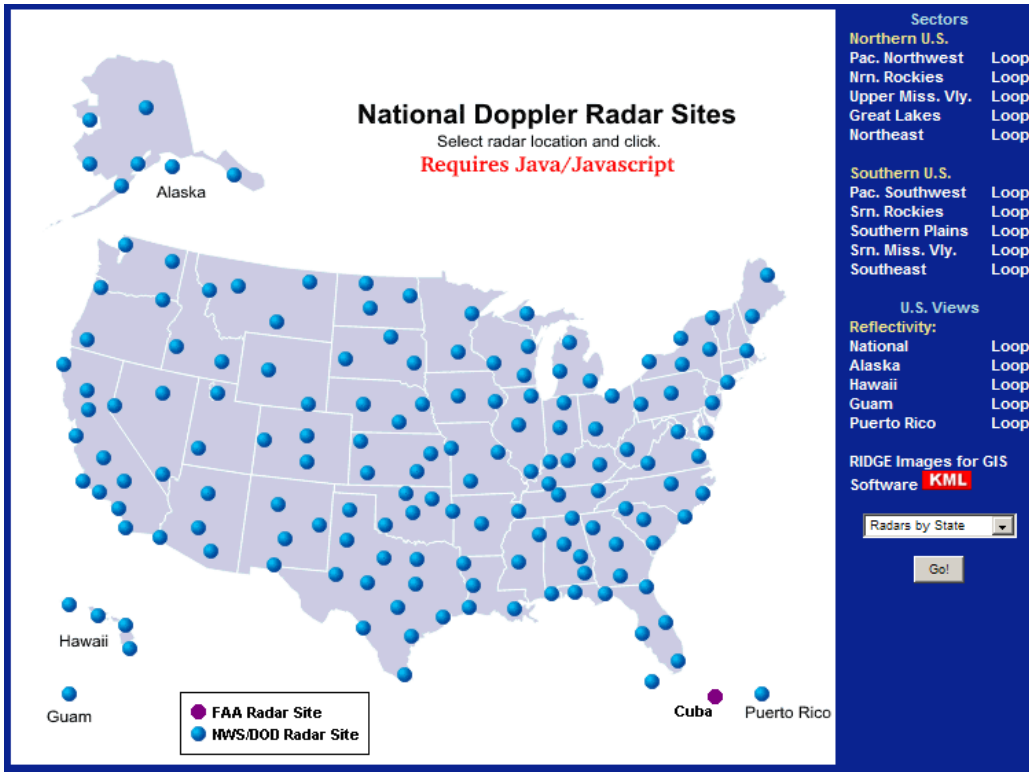 National Doppler Radar Sites
Select radar location and click.
Requires Java/Javascript
Alaska
Hawaii
Guam
FAA Radar Site
NWS/DOD Radar Site
Cuba
Puerto Rico
Sectors
Northern U.S.
Pac. Northwest Loop
Nrn. Rockies Loop
Upper Miss. Vly. Loop
Great Lakes Loop
Northeast Loop
Southern U.S.
Pac. Southwest Loop
Srn. Rockies Loop
Southern Plains Loop
Srn. Miss. Vly. Loop
Southeast Loop
U.S. Views
Reflectivity:
National Loop
Alaska Loop
Hawaii Loop
Guam Loop
Puerto Rico Loop
RIDGE Images for GIS
Software KML
Radars by State
Go!